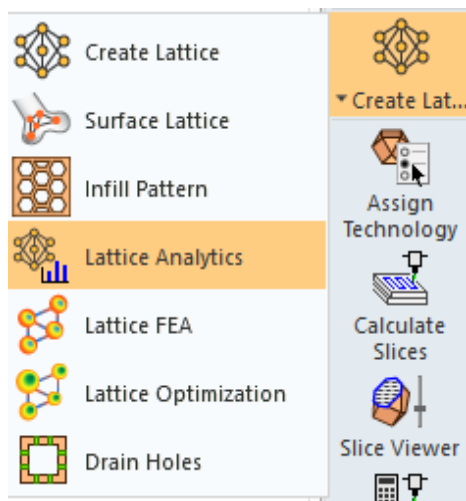 Create Lattice
Surface Lattice
Infill Pattern
Lattice Analytics
Lattice FEA
Lattice Optimization
Drain Holes
Create Lat...
Assign
Technology
Calculate
Slices
Slice Viewer